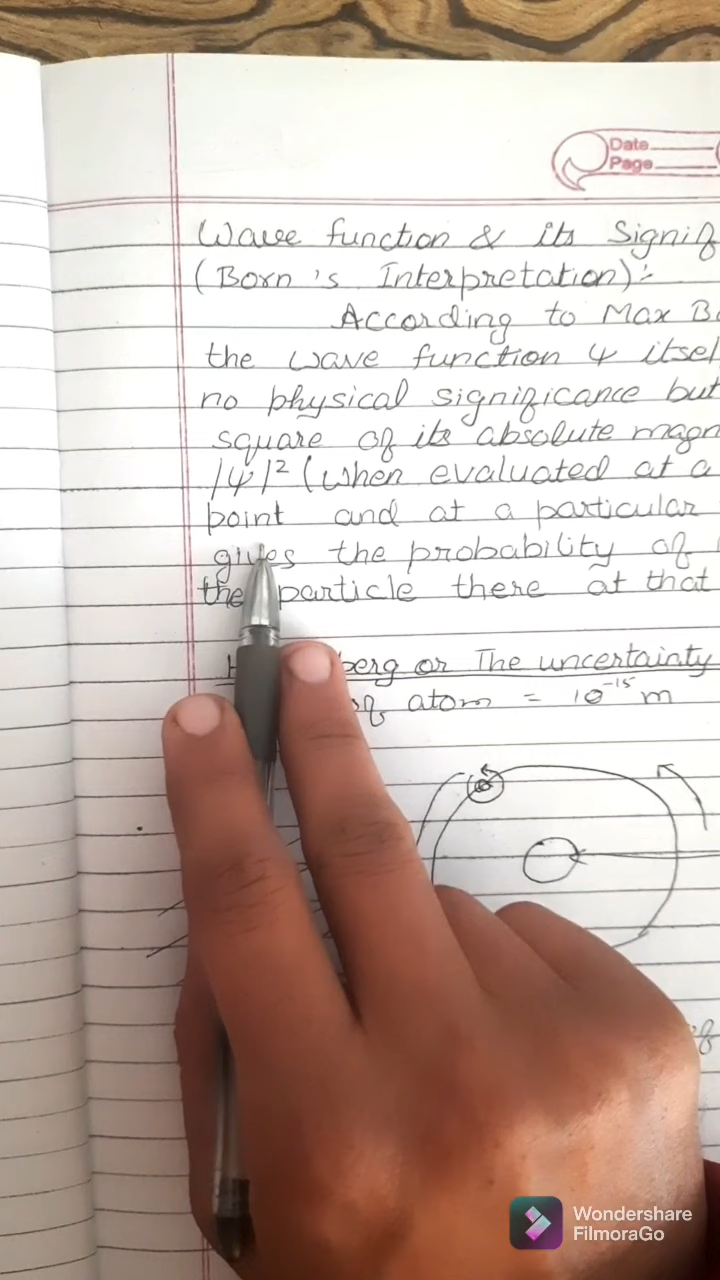 Date
Page
Wave function & its Signif
(Born's Interpretation):-
According to Max B
the wave function ψ itsel
no physical significance but
square of its absolute magn
|ψ|² (when evaluated at a
point and at a particular
gives the probability of
the particle there at that
berg or The uncertainty
of atom = 10⁻¹⁵ m
of
Wondershare
FilmoraGo